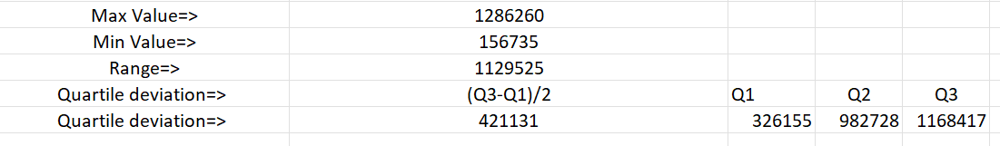 Max Value=> 1286260
Min Value=> 156735
Range=> 1129525
Quartile deviation=> (Q3-Q1)/2 Q1 Q2 Q3
Quartile deviation=> 421131 326155 982728 1168417